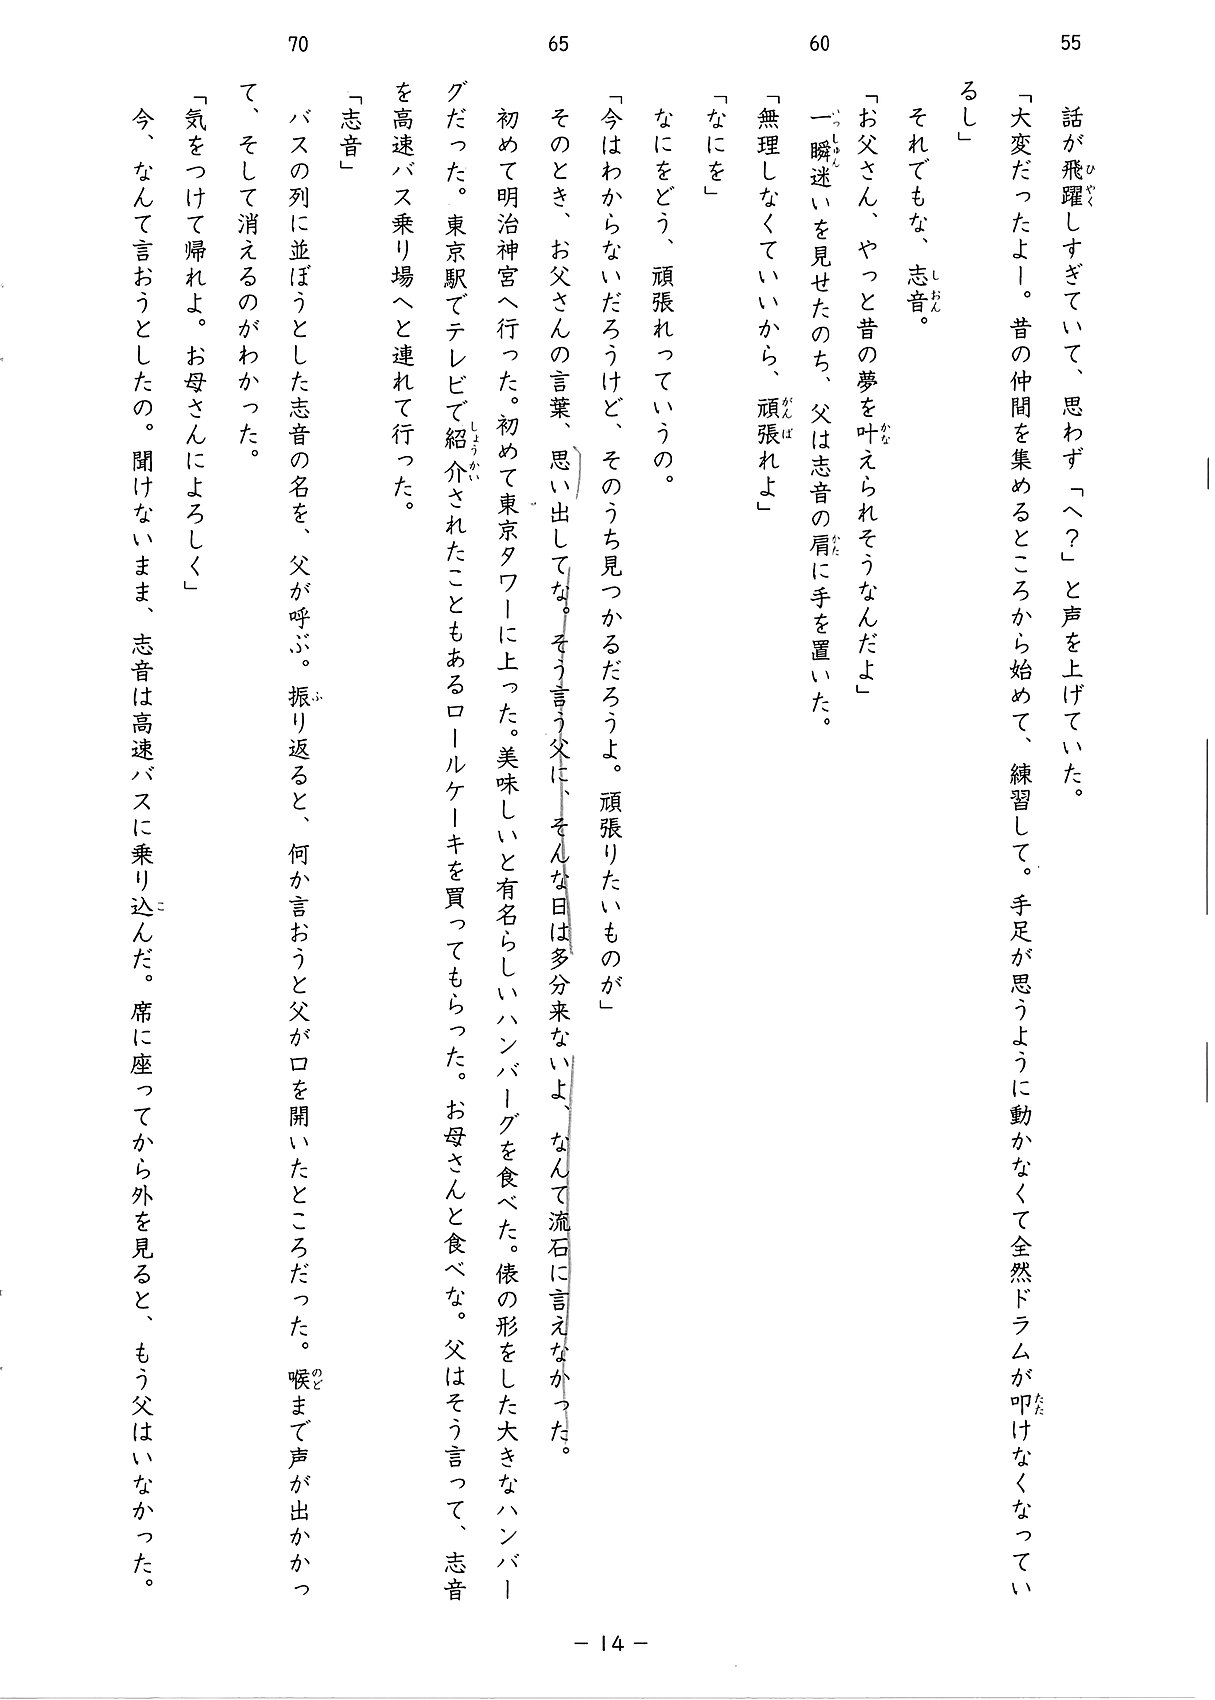 55
話が飛躍しすぎていて、思わず「へ?」と声を上げていた。
「大変だったよー。昔の仲間を集めるところから始めて、練習して。手足が思うように動かなくて全然ドラムが叩けなくなってい
るし」
それでもな、志音。
「お父さん、やっと昔の夢を叶えられそうなんだよ」
60
一瞬迷いを見せたのち、父は志音の肩に手を置いた。
「無理しなくていいから、頑張れよ」
「なにを」
なにをどう、頑張れっていうの。
「今はわからないだろうけど、そのうち見つかるだろうよ。頑張りたいものが」
65
そのとき、お父さんの言葉、思い出してな。そう言う父に、そんな日は多分来ないよ、なんて流石に言えなかった。
初めて明治神宮へ行った。初めて東京タワーに上った。美味しいと有名らしいハンバーグを食べた。俵の形をした大きなハンバー
グだった。東京駅でテレビで紹介されたこともあるロールケーキを買ってもらった。お母さんと食べな。父はそう言って、志音
を高速バス乗り場へと連れて行った。
「志音」
70
バスの列に並ぼうとした志音の名を、父が呼ぶ。振り返ると、何か言おうと父が口を開いたところだった。喉まで声が出かかっ
て、そして消えるのがわかった。
「気をつけて帰れよ。お母さんによろしく」
今、なんて言おうとしたの。聞けないまま、志音は高速バスに乗り込んだ。席に座ってから外を見ると、もう父はいなかった。
－14－